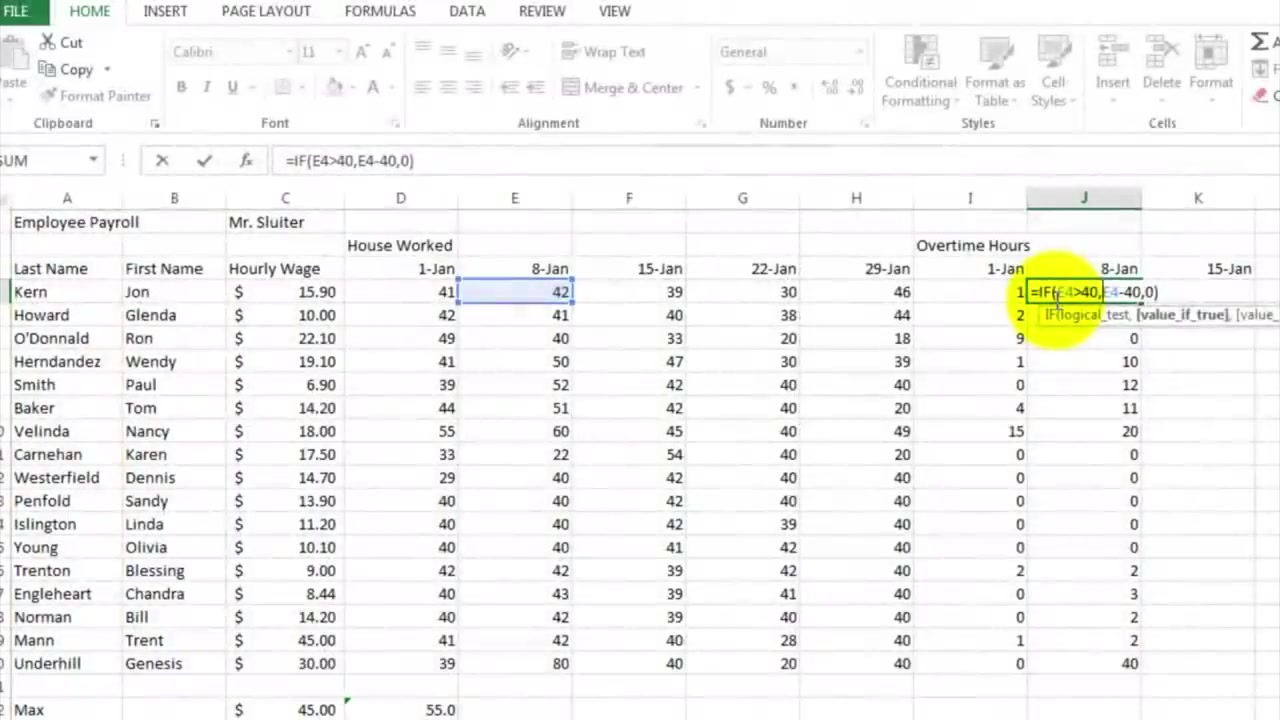 FILE HOME INSERT PAGE LAYOUT FORMULAS DATA REVIEW VIEW
Cut
Copy
Format Painter
Calibri 11
B I U
Wrap Text
Merge & Center
General
$ %
Conditional Formatting
Format as Table
Cell Styles
Insert Delete Format
Clipboard Font Alignment Number Styles Cells
SUM =IF(E4>40,E4-40,0)
A B C D E F G H I J K
Employee Payroll Mr. Sluiter
House Worked Overtime Hours
Last Name First Name Hourly Wage 1-Jan 8-Jan 15-Jan 22-Jan 29-Jan 1-Jan 8-Jan 15-Jan
Kern Jon $ 15.90 41 42 39 30 46 1 =IF(E4>40,E4-40,0)
Howard Glenda $ 10.00 42 41 40 38 44 2 IF(logical_test, [value_if_true], [value_
O'Donnald Ron $ 22.10 49 40 33 20 18 9 0
Herndandez Wendy $ 19.10 41 50 47 30 39 1 10
Smith Paul $ 6.90 39 52 42 40 40 0 12
Baker Tom $ 14.20 44 51 42 40 20 4 11
Velinda Nancy $ 18.00 55 60 45 40 49 15 20
Carnehan Karen $ 17.50 33 22 54 40 20 0 0
Westerfield Dennis $ 14.70 29 40 42 40 40 0 0
Penfold Sandy $ 13.90 40 40 42 40 40 0 0
Islington Linda $ 11.20 40 40 42 39 40 0 0
Young Olivia $ 10.10 40 40 41 42 40 0 0
Trenton Blessing $ 9.00 42 42 39 42 40 2 2
Engleheart Chandra $ 8.44 40 43 39 41 40 0 3
Norman Bill $ 14.20 40 42 39 40 40 0 2
Mann Trent $ 45.00 41 42 40 28 40 1 2
Underhill Genesis $ 30.00 39 80 40 20 40 0 40
Max $ 45.00 55.0